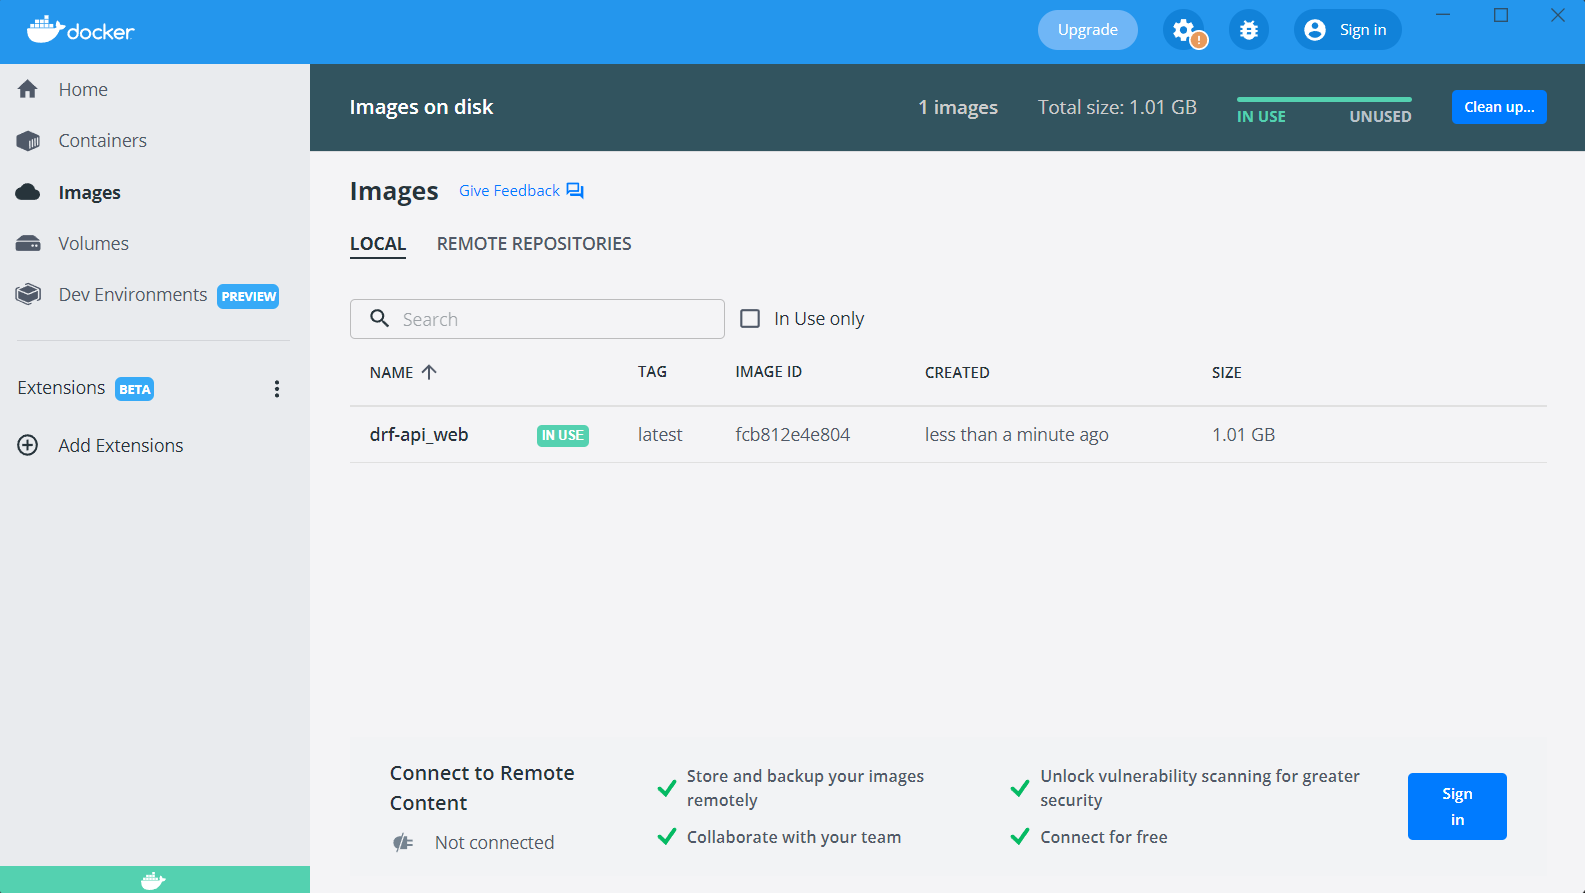 docker
Upgrade
Sign in
Home
Containers
Images
Volumes
Dev Environments PREVIEW
Extensions BETA
Add Extensions
Images on disk
1 images
Total size: 1.01 GB
IN USE
UNUSED
Clean up...
Images
Give Feedback
LOCAL
REMOTE REPOSITORIES
Search
In Use only
NAME
TAG
IMAGE ID
CREATED
SIZE
drf-api_web
IN USE
latest
fcb812e4e804
less than a minute ago
1.01 GB
Connect to Remote
Content
Not connected
Store and backup your images
remotely
Collaborate with your team
Unlock vulnerability scanning for greater
security
Connect for free
Sign
in